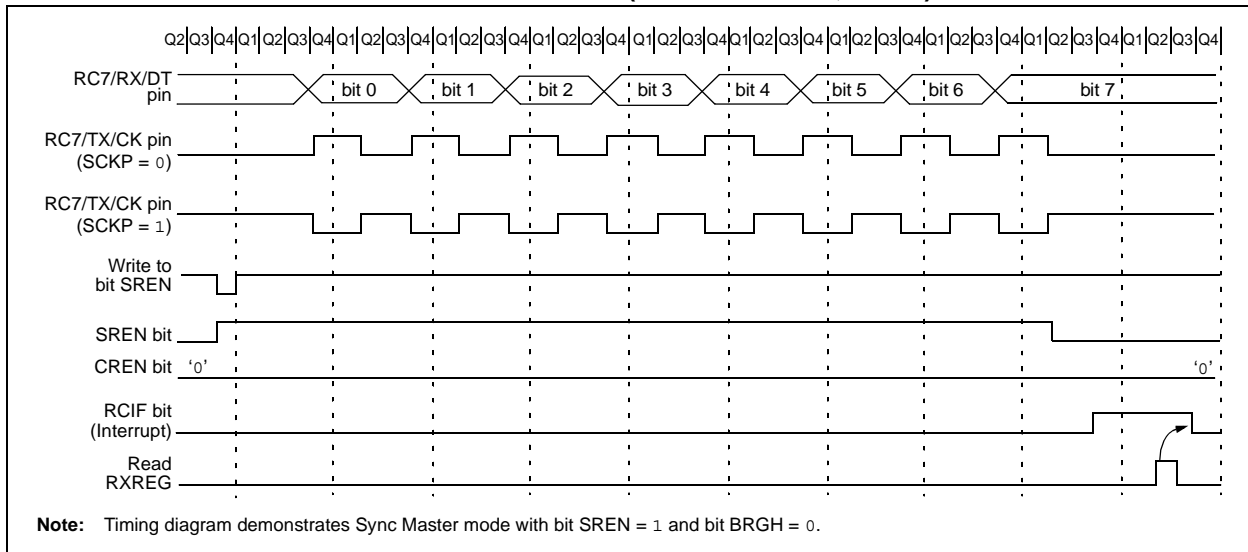 Q2 Q3 Q4 Q1 Q2 Q3 Q4 Q1 Q2 Q3 Q4 Q1 Q2 Q3 Q4 Q1 Q2 Q3 Q4 Q1 Q2 Q3 Q4 Q1 Q2 Q3 Q4 Q1 Q2 Q3 Q4 Q1 Q2 Q3 Q4 Q1 Q2 Q3 Q4 Q1 Q2 Q3 Q4
RC7/RX/DT
pin
bit 0 bit 1 bit 2 bit 3 bit 4 bit 5 bit 6 bit 7
RC7/TX/CK pin
(SCKP = 0)
RC7/TX/CK pin
(SCKP = 1)
Write to
bit SREN
SREN bit
CREN bit '0' '0'
RCIF bit
(Interrupt)
Read
RXREG
Note: Timing diagram demonstrates Sync Master mode with bit SREN = 1 and bit BRGH = 0.